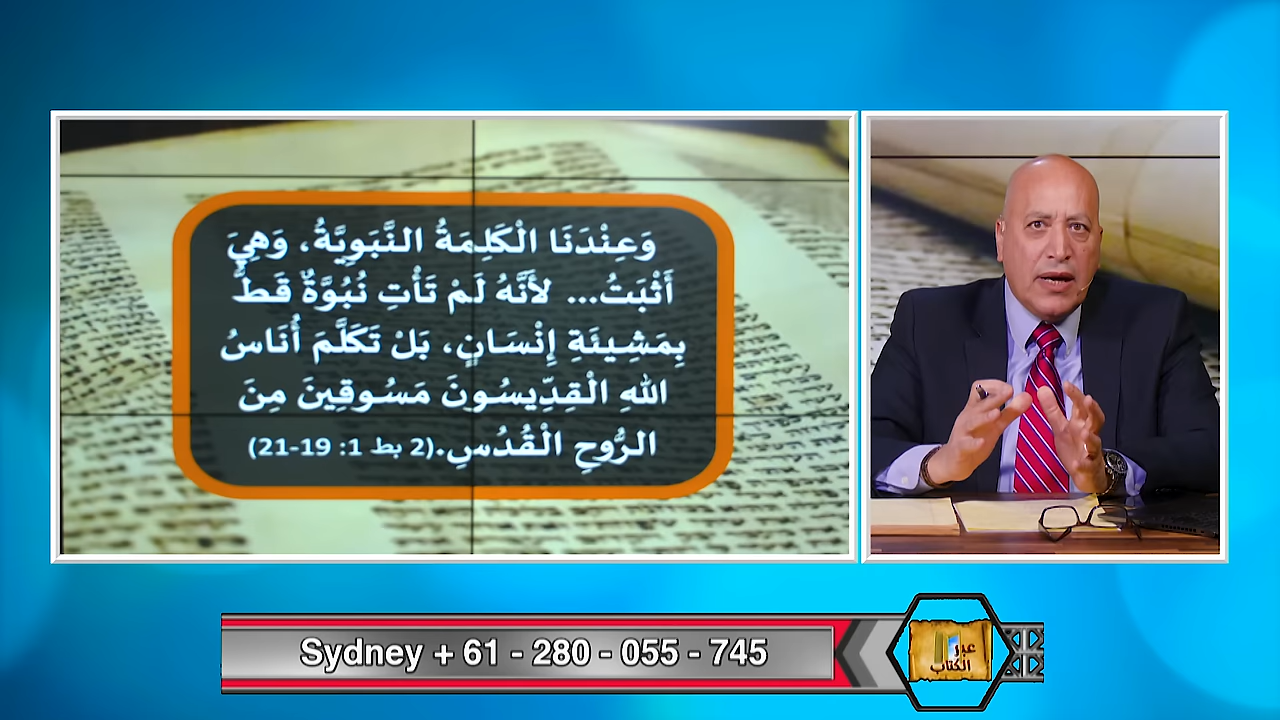 وَعِنْدَنَا الْكَلِمَةُ النَّبَوِيَّةُ، وَهِيَ
أَثْبَتُ... لأَنَّهُ لَمْ تَأْتِ نُبُوَّةٌ قَطُّ
بِمَشِيئَةِ إِنْسَانٍ، بَلْ تَكَلَّمَ أُنَاسُ
اللهِ الْقِدِّيسُونَ مَسُوقِينَ مِنَ
الرُّوحِ الْقُدُسِ.(2 بط 1: 19-21)
Sydney + 61 - 280 - 055 - 745
عبر
الكتاب